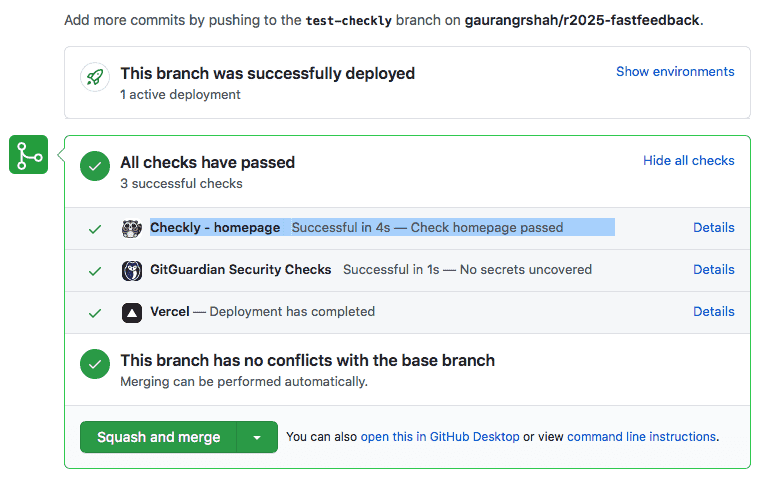 Add more commits by pushing to the test-checkly branch on gaurangrshah/r2025-fastfeedback.
This branch was successfully deployed
Show environments
1 active deployment
All checks have passed
Hide all checks
3 successful checks
Checkly - homepage Successful in 4s — Check homepage passed Details
GitGuardian Security Checks Successful in 1s — No secrets uncovered Details
Vercel — Deployment has completed Details
This branch has no conflicts with the base branch
Merging can be performed automatically.
Squash and merge You can also open this in GitHub Desktop or view command line instructions.